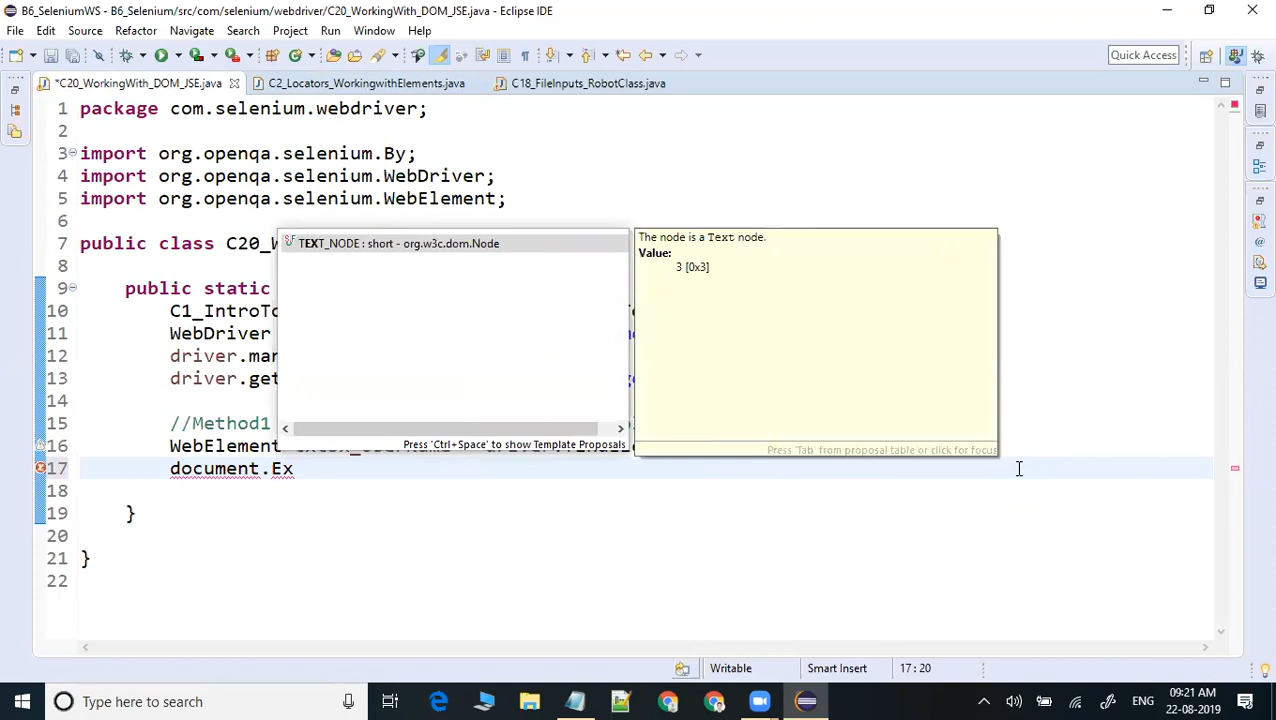 B6_SeleniumWS - B6_Selenium/src/com/selenium/webdriver/C20_WorkingWith_DOM_JSE.java - Eclipse IDE
File Edit Source Refactor Navigate Search Project Run Window Help
Quick Access
*C20_WorkingWith_DOM_JSE.java C2_Locators_WorkingwithElements.java C18_FileInputs_RobotClass.java
1 package com.selenium.webdriver;
2
3 import org.openqa.selenium.By;
4 import org.openqa.selenium.WebDriver;
5 import org.openqa.selenium.WebElement;
6
7 public class C20_W
TEXT_NODE : short - org.w3c.dom.Node
Press 'Ctrl+Space' to show Template Proposals
The node is a Text node.
Value:
3 [0x3]
Press 'Tab' from proposal table or click for focus
8
9 public static
10 C1_IntroTo
11 WebDriver
12 driver.man
13 driver.get
14
15 //Method1
16 WebElement
17 document.Ex
18
19 }
20
21 }
22
Writable Smart Insert 17 : 20
Type here to search
ENG
09:21 AM
22-08-2019